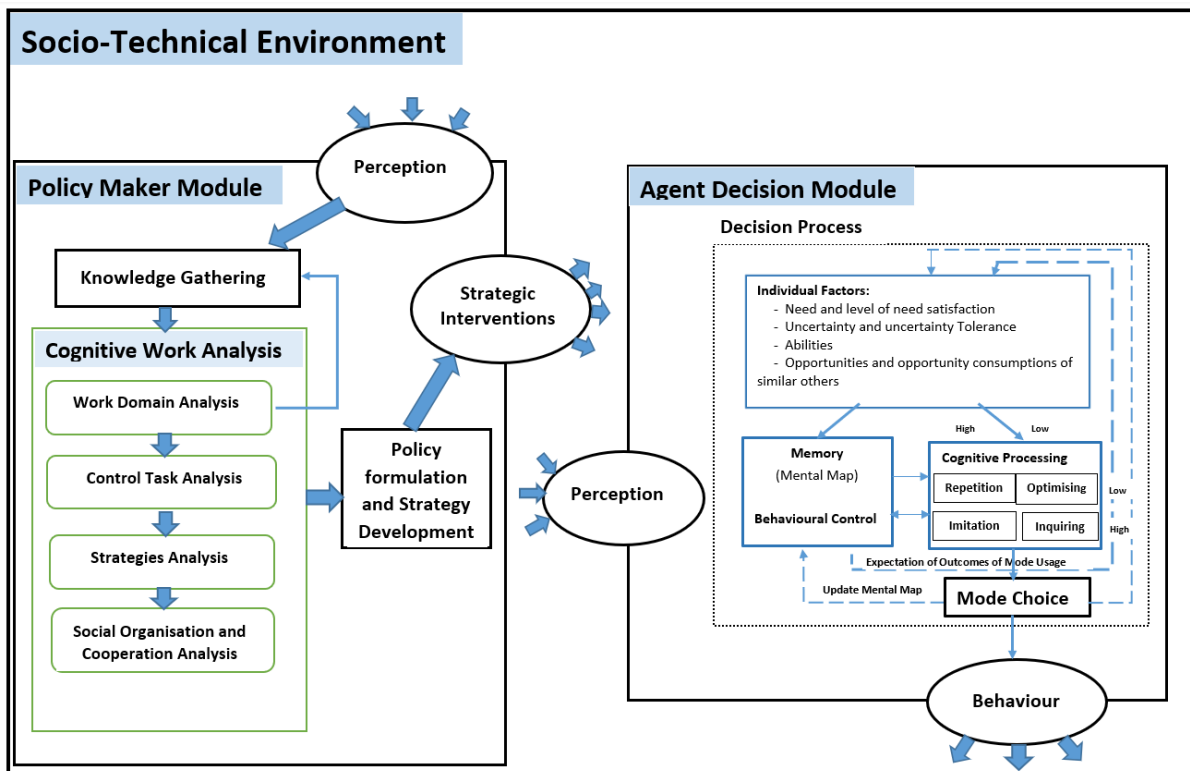 Socio-Technical Environment
Perception
Policy Maker Module
Knowledge Gathering
Cognitive Work Analysis
Work Domain Analysis
Control Task Analysis
Strategies Analysis
Social Organisation and
Cooperation Analysis
Strategic
Interventions
Policy
formulation
and Strategy
Development
Perception
Agent Decision Module
Decision Process
Individual Factors:
- Need and level of need satisfaction
- Uncertainty and uncertainty Tolerance
- Abilities
- Opportunities and opportunity consumptions of
similar others
High
Low
Memory
(Mental Map)
Behavioural Control
Cognitive Processing
Repetition
Optimising
Imitation
Inquiring
Low
High
Expectation of Outcomes of Mode Usage
Update Mental Map
Mode Choice
Behaviour